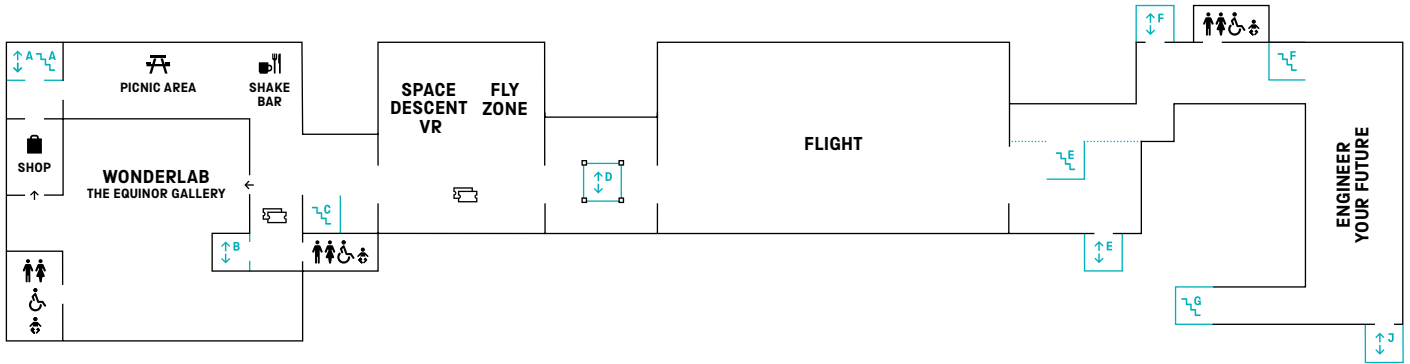 A A
PICNIC AREA
SHAKE
BAR
SHOP
WONDERLAB
THE EQUINOR GALLERY
B
C
SPACE
DESCENT
VR
FLY
ZONE
D
FLIGHT
E
E
F
F
ENGINEER
YOUR FUTURE
G
J